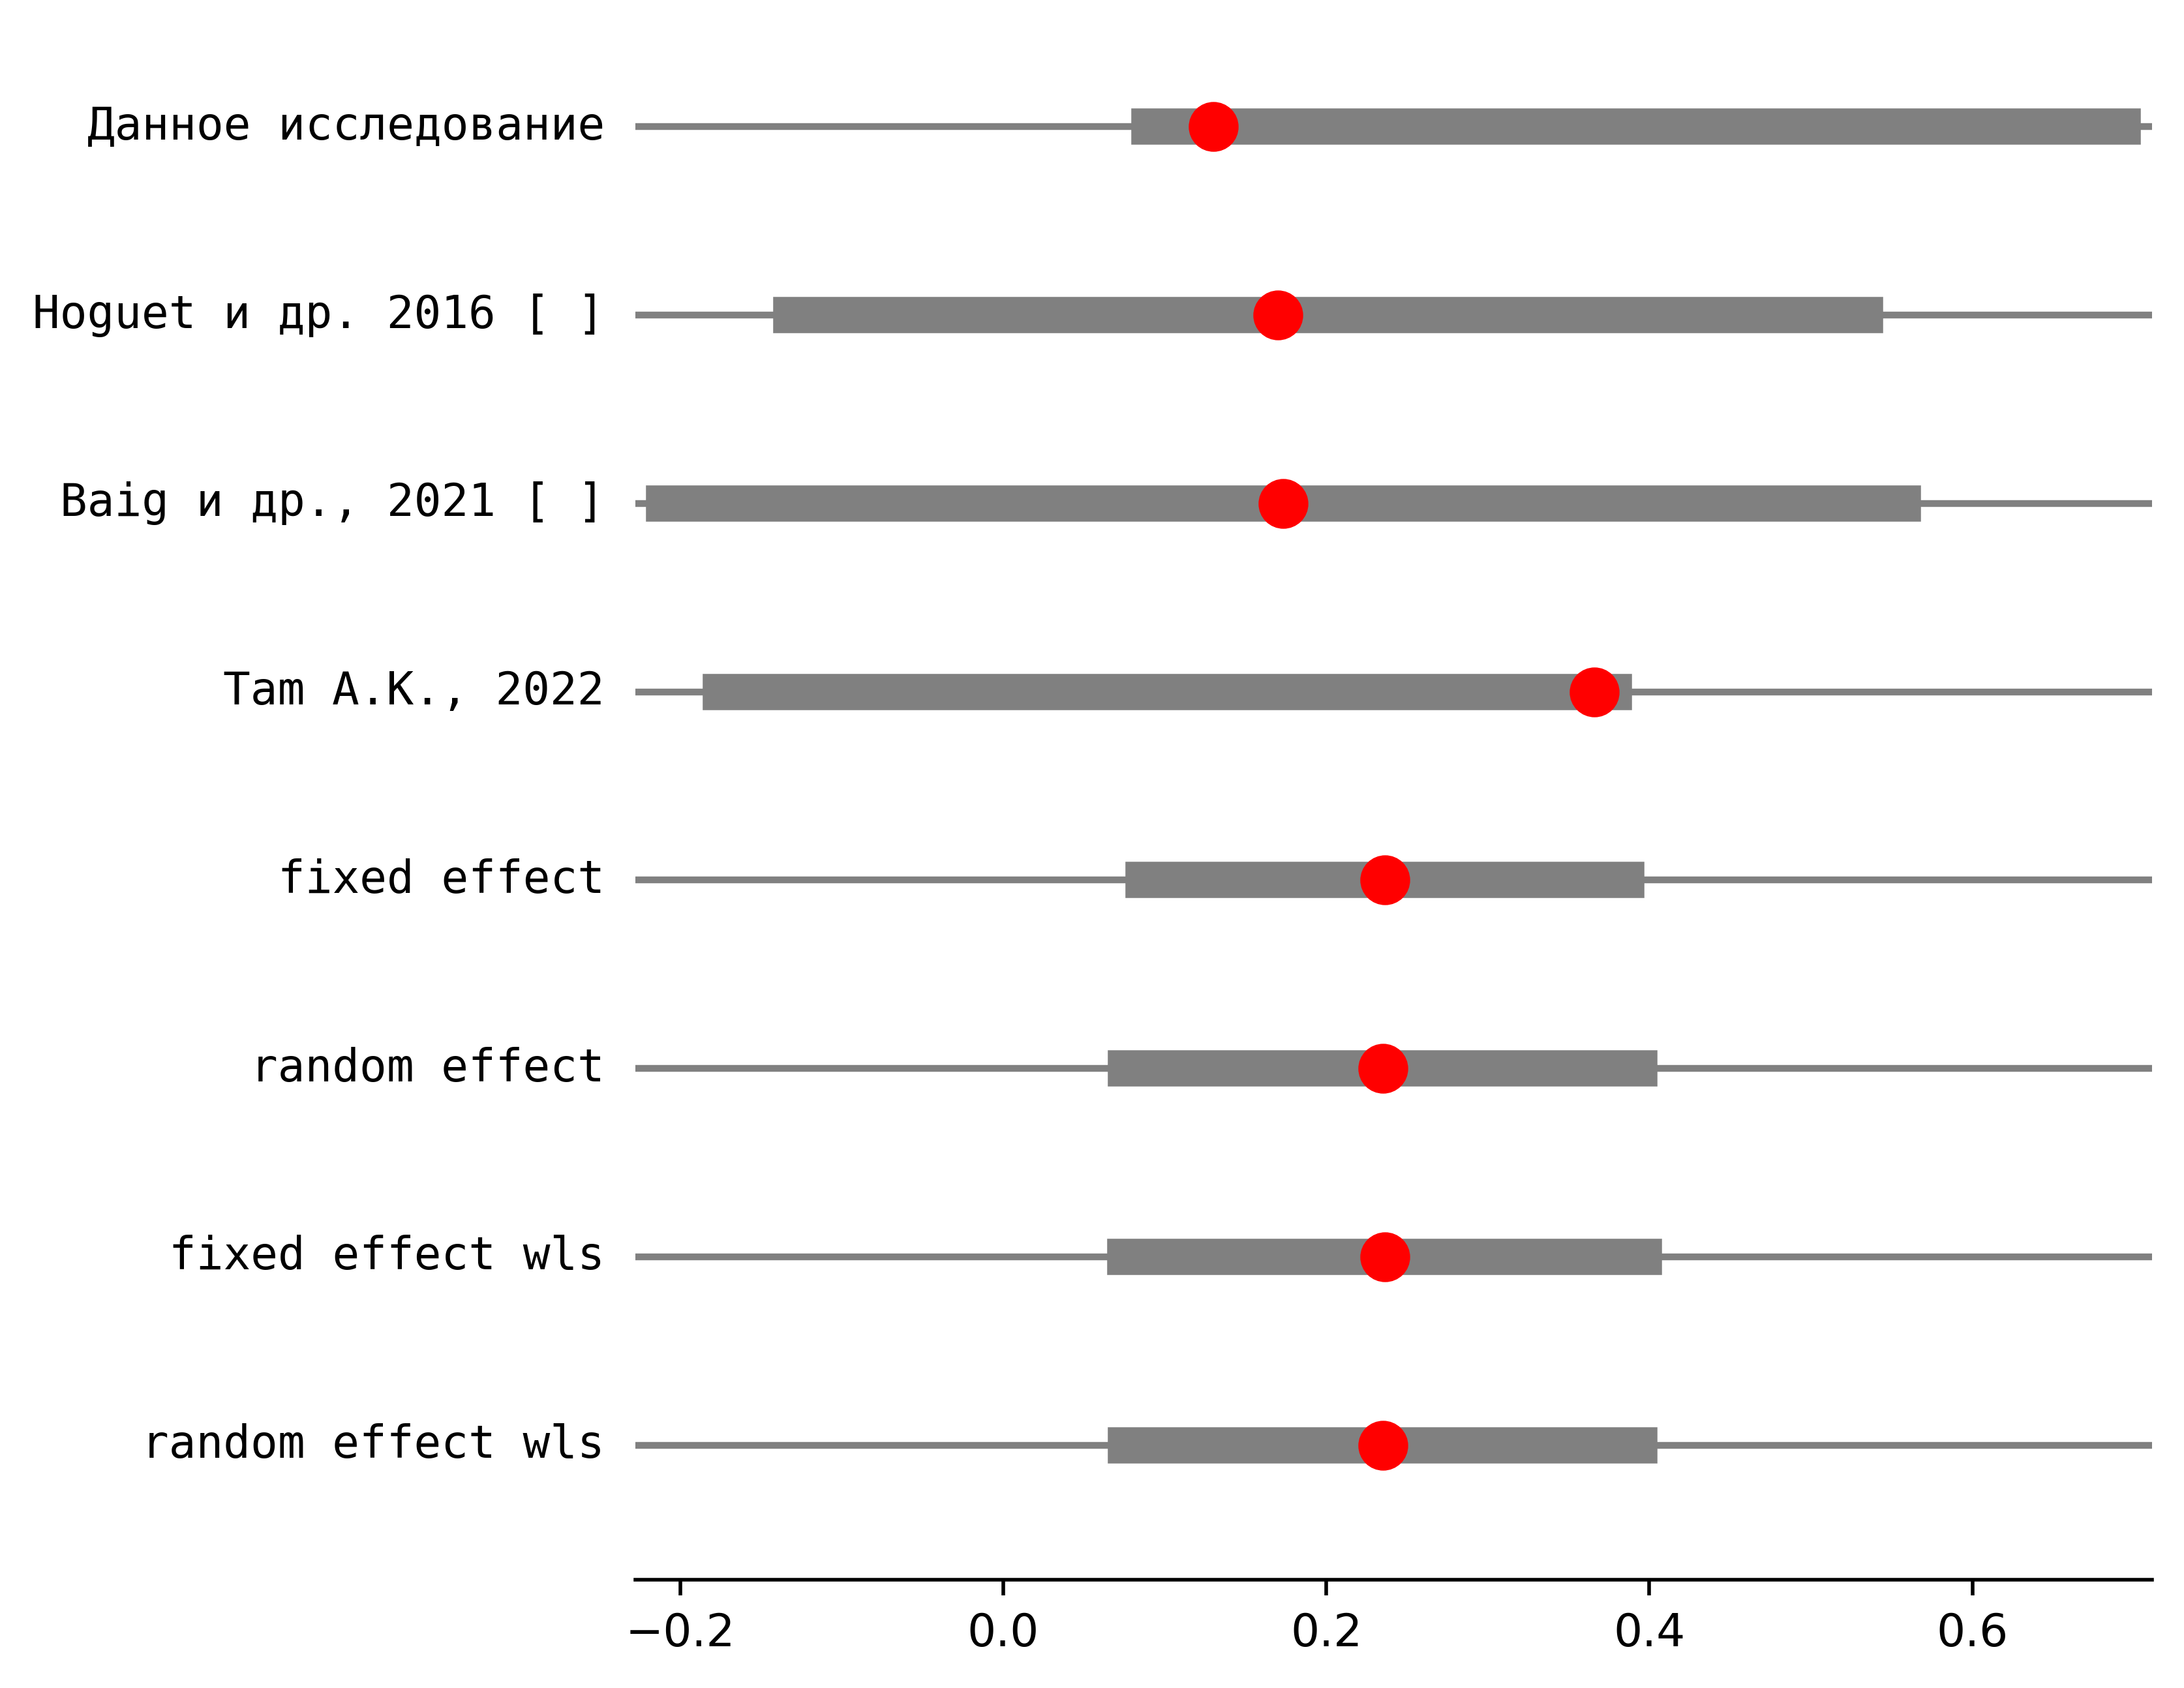 Данное исследование
Hoguet и др. 2016 [ ]
Baig и др., 2021 [ ]
Tam A.K., 2022
fixed effect
random effect
fixed effect wls
random effect wls
−0.2 0.0 0.2 0.4 0.6